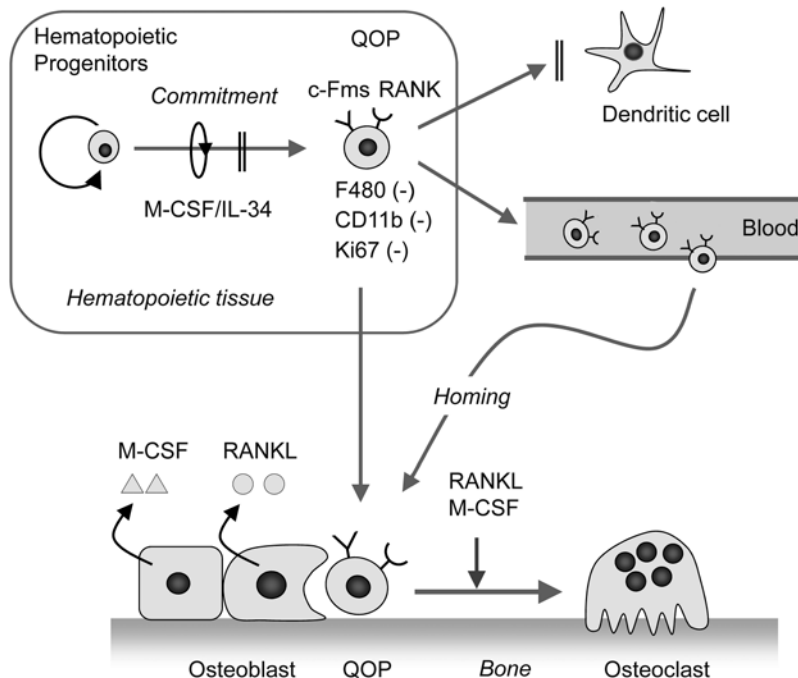 Hematopoietic
Progenitors
QOP
Commitment
c-Fms RANK
M-CSF/IL-34
F480 (-)
CD11b (-)
Ki67 (-)
Hematopoietic tissue
Dendritic cell
Blood
Homing
M-CSF
RANKL
RANKL
M-CSF
Osteoblast
QOP
Bone
Osteoclast